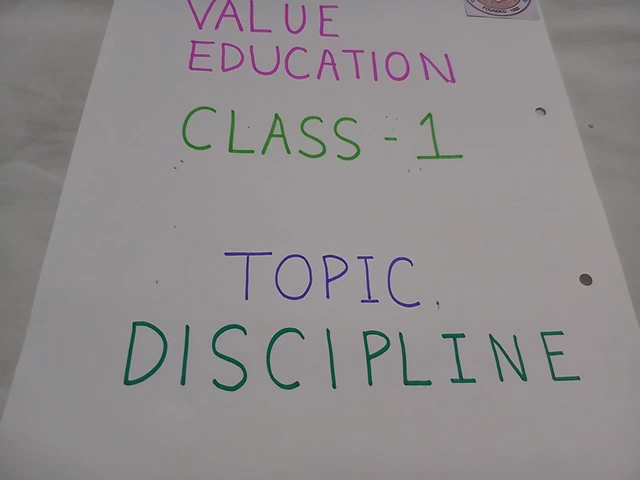 VALUE
EDUCATION
CLASS - 1
TOPIC
DISCIPLINE